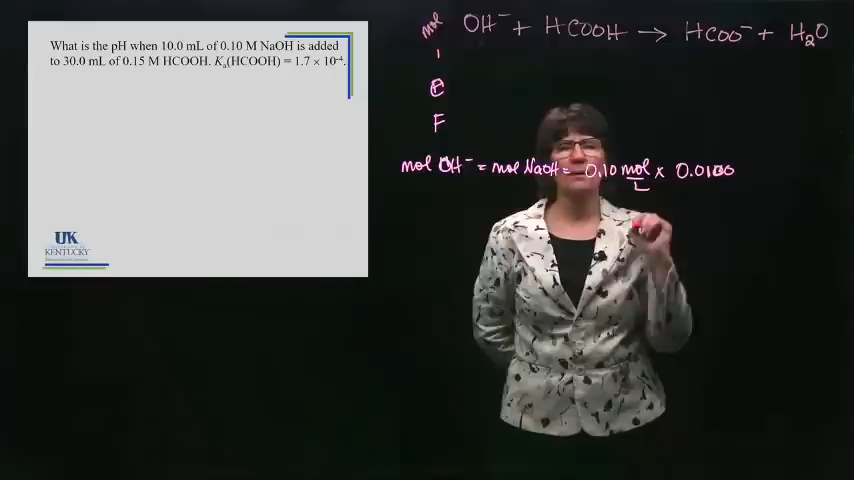 What is the pH when 10.0 mL of 0.10 M NaOH is added
to 30.0 mL of 0.15 M HCOOH. Kₐ(HCOOH) = 1.7 × 10⁻⁴.
UK
KENTUCKY
mol OH⁻ + HCOOH → HCOO⁻ + H₂O
I
C
F
mol OH⁻ = mol NaOH = 0.10 mol/L × 0.0100